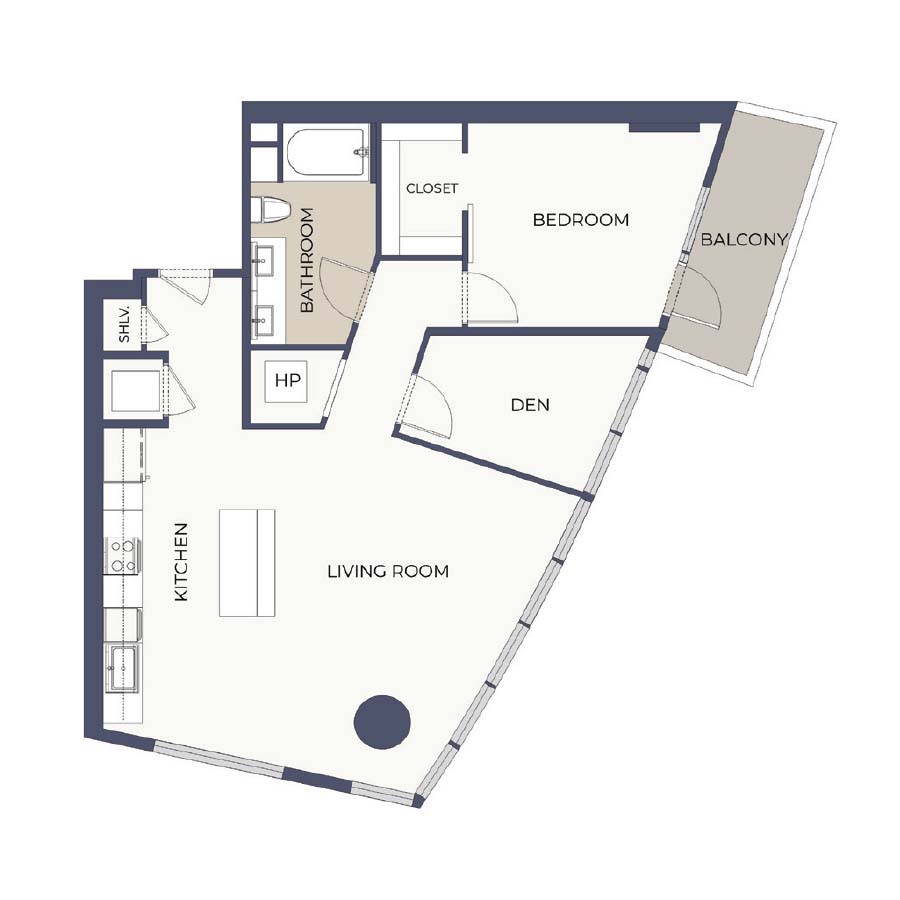 CLOSET
BEDROOM
BALCONY
BATHROOM
SHLV.
HP
DEN
KITCHEN
LIVING ROOM